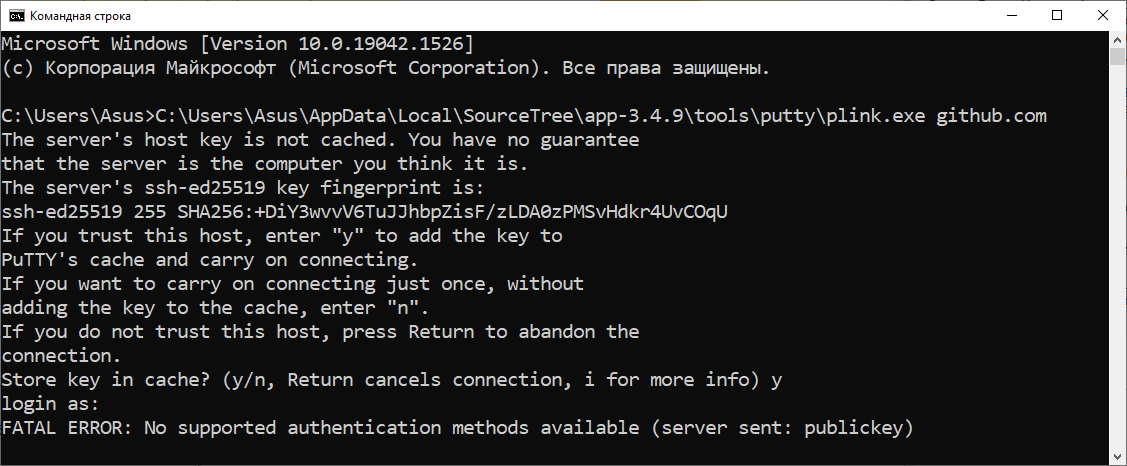 Командная строка
Microsoft Windows [Version 10.0.19042.1526]
(c) Корпорация Майкрософт (Microsoft Corporation). Все права защищены.
C:\Users\Asus>C:\Users\Asus\AppData\Local\SourceTree\app-3.4.9\tools\putty\plink.exe github.com
The server's host key is not cached. You have no guarantee
that the server is the computer you think it is.
The server's ssh-ed25519 key fingerprint is:
ssh-ed25519 255 SHA256:+DiY3wvvV6TuJJhbpZisF/zLDA0zPMSvHdkr4UvCOqU
If you trust this host, enter "y" to add the key to
PuTTY's cache and carry on connecting.
If you want to carry on connecting just once, without
adding the key to the cache, enter "n".
If you do not trust this host, press Return to abandon the
connection.
Store key in cache? (y/n, Return cancels connection, i for more info) y
login as:
FATAL ERROR: No supported authentication methods available (server sent: publickey)